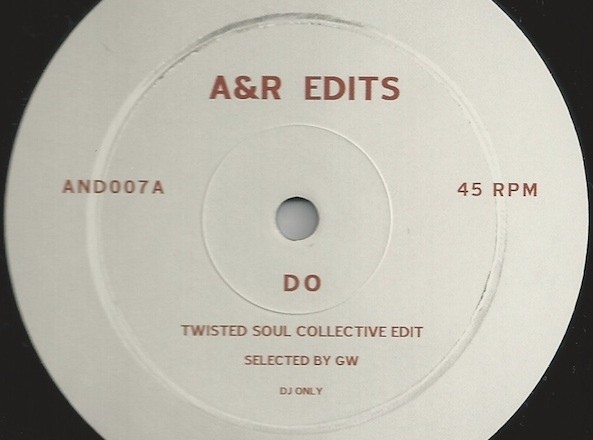 A&R EDITS
AND007A
45 RPM
DO
TWISTED SOUL COLLECTIVE EDIT
SELECTED BY GW
DJ ONLY